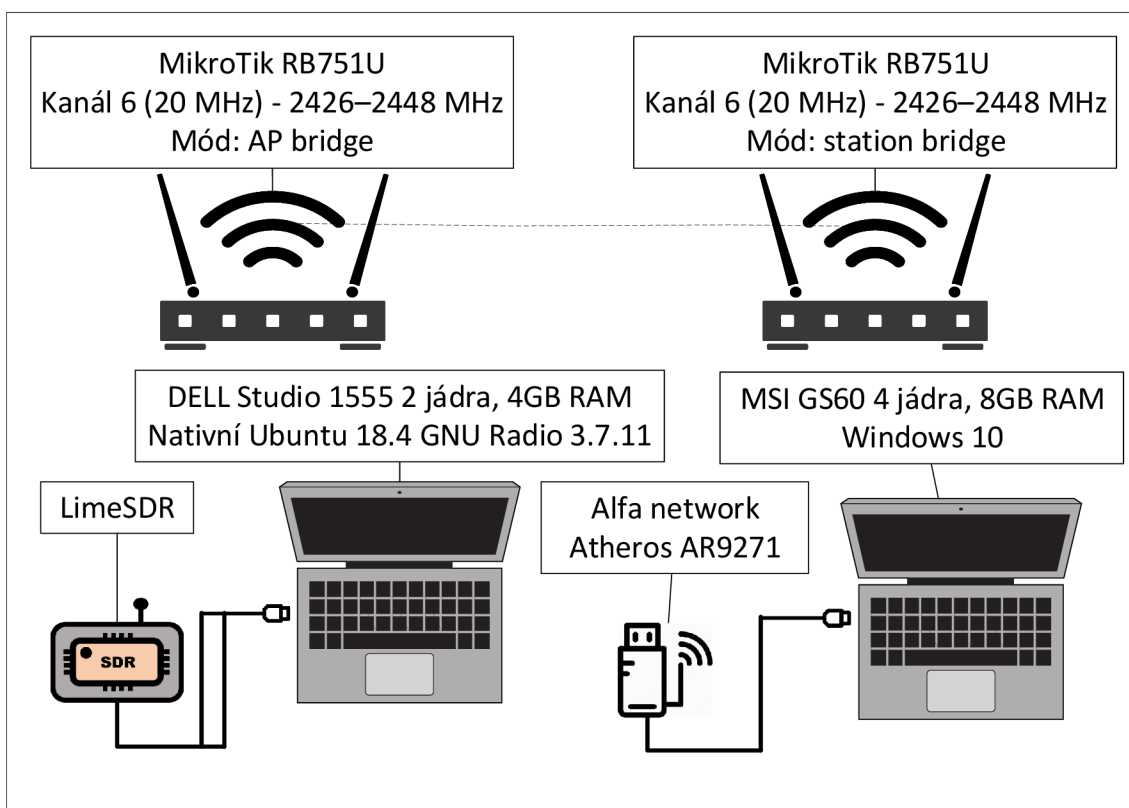 MikroTik RB751U
Kanál 6 (20 MHz) - 2426–2448 MHz
Mód: AP bridge
MikroTik RB751U
Kanál 6 (20 MHz) - 2426–2448 MHz
Mód: station bridge
DELL Studio 1555 2 jádra, 4GB RAM
Nativní Ubuntu 18.4 GNU Radio 3.7.11
MSI GS60 4 jádra, 8GB RAM
Windows 10
LimeSDR
Alfa network
Atheros AR9271
SDR